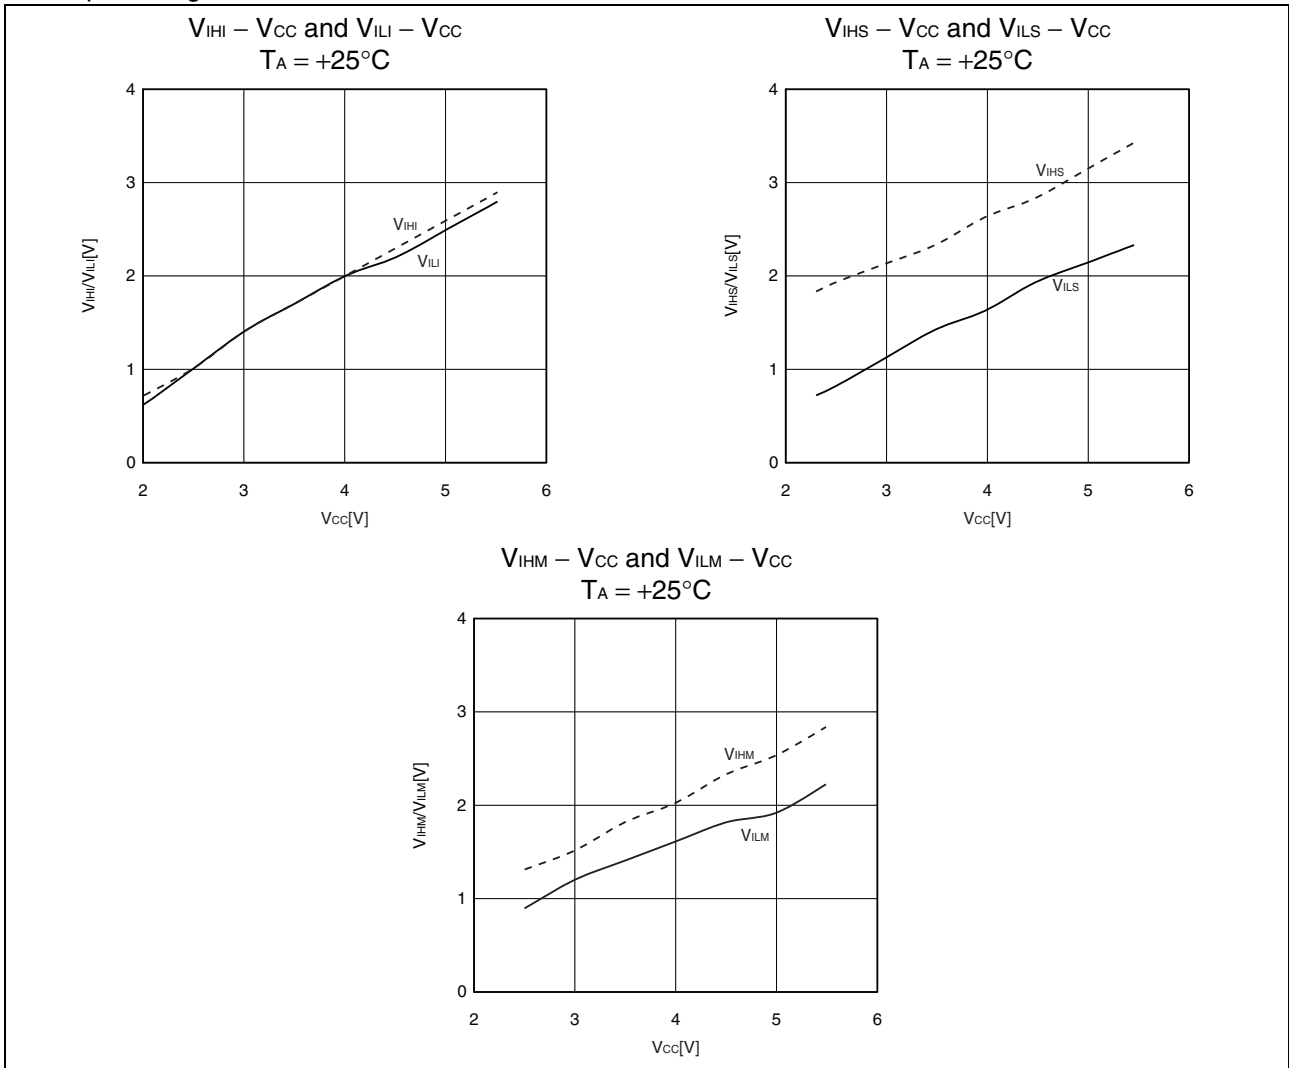 VIHI – VCC and VILI – VCC
TA = +25°C
VIHI/VILI[V]
4
3
2
1
0
VIHI
VILI
2 3 4 5 6
VCC[V]
VIHS – VCC and VILS – VCC
TA = +25°C
VIHS/VILS[V]
4
3
2
1
0
VIHS
VILS
2 3 4 5 6
VCC[V]
VIHM – VCC and VILM – VCC
TA = +25°C
VIHM/VILM[V]
4
3
2
1
0
VIHM
VILM
2 3 4 5 6
VCC[V]